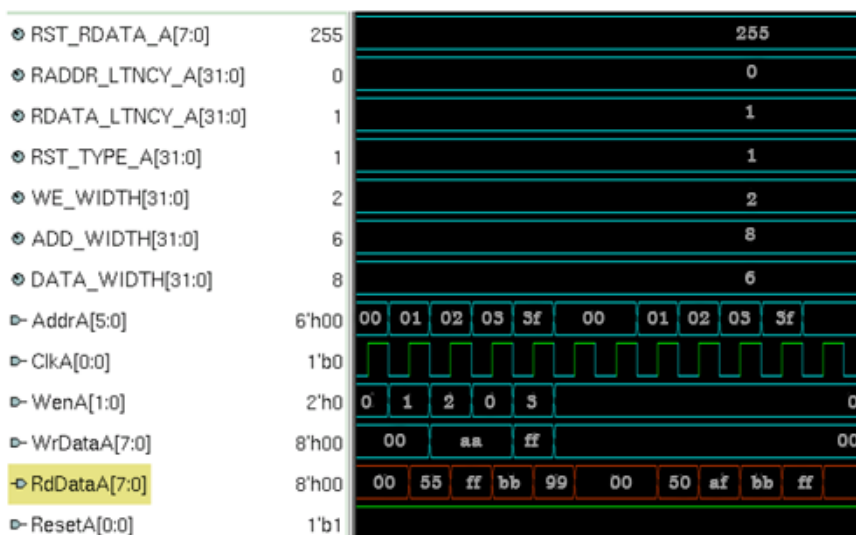 RST_RDATA_A[7:0] 255 255
RADDR_LTNCY_A[31:0] 0 0
RDATA_LTNCY_A[31:0] 1 1
RST_TYPE_A[31:0] 1 1
WE_WIDTH[31:0] 2 2
ADD_WIDTH[31:0] 6 8
DATA_WIDTH[31:0] 8 6
AddrA[5:0] 6'h00 00 01 02 03 3f 00 01 02 03 3f
ClkA[0:0] 1'b0
WenA[1:0] 2'h0 0 1 2 0 3 0
WrDataA[7:0] 8'h00 00 aa ff 00
RdDataA[7:0] 8'h00 00 55 ff bb 99 00 50 af bb ff
ResetA[0:0] 1'b1